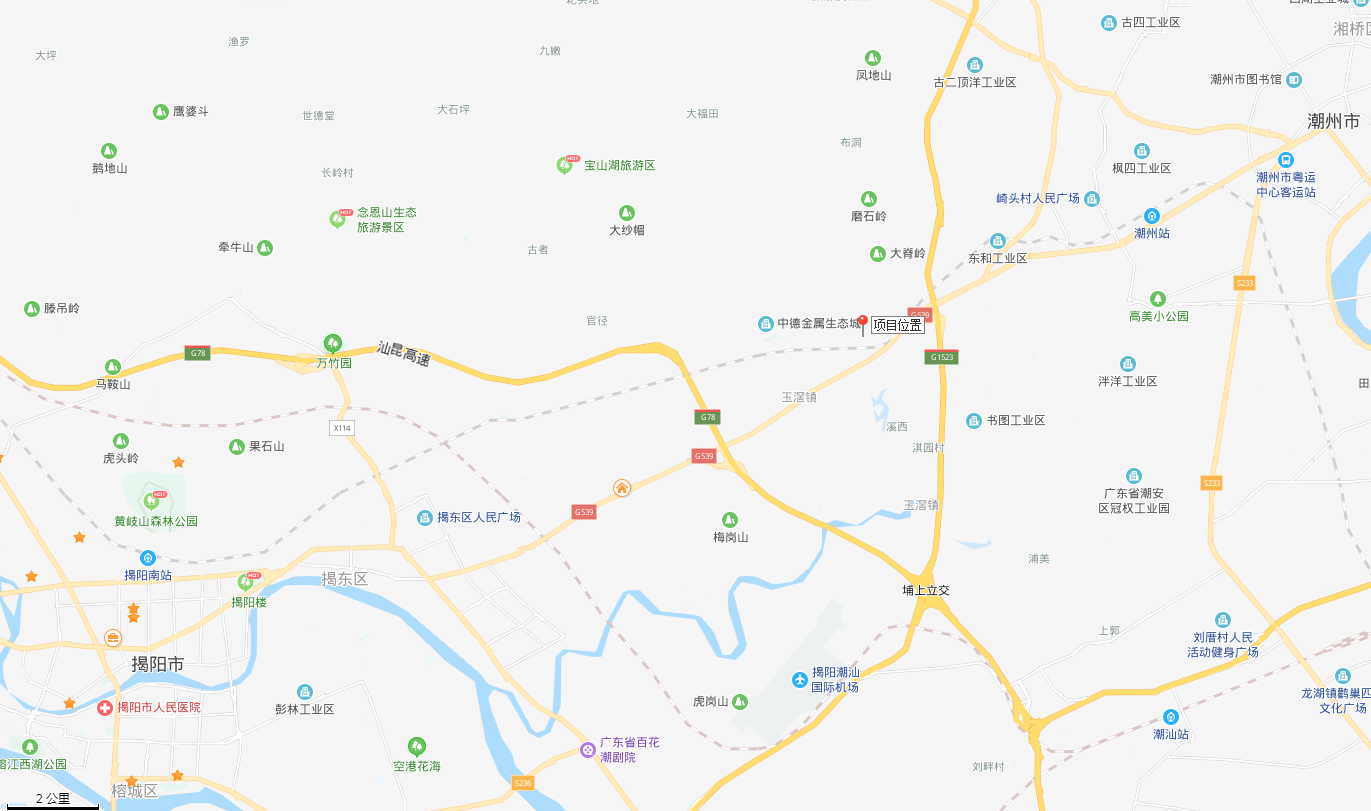 古四工业区
湘桥区
渔罗
九嫩
大坪
凤地山
古二顶洋工业区
潮州市图书馆
鹰婆斗
世德堂
大石坪
大福田
潮州市
布洞
鹅地山
长岭村
HOT
宝山湖旅游区
枫四工业区
潮州市粤运
中心客运站
崎头村人民广场
HOT
念恩山生态
旅游景区
大纱帽
磨石岭
潮州站
牵牛山
古者
大脊岭
东和工业区
S233
滕吊岭
官径
中德金属生态城
项目位置
G539
高美小公园
G78
汕昆高速
万竹园
G1523
马鞍山
泮洋工业区
田
玉滘镇
G78
X114
溪西
书图工业区
虎头岭
果石山
G539
淇园村
S233
HOT
黄岐山森林公园
揭东区人民广场
G539
玉滘镇
广东省潮安
区冠权工业园
梅岗山
浦美
揭阳南站
HOT
揭阳楼
揭东区
埔上立交
上郭
刘厝村人民
活动健身广场
揭阳市
揭阳潮汕
国际机场
龙湖镇鹳巢四
文化广场
揭阳市人民医院
彭林工业区
虎岗山
潮汕站
广东省百花
潮剧院
榕江西湖公园
空港花海
刘畔村
S236
榕城区
2 公里